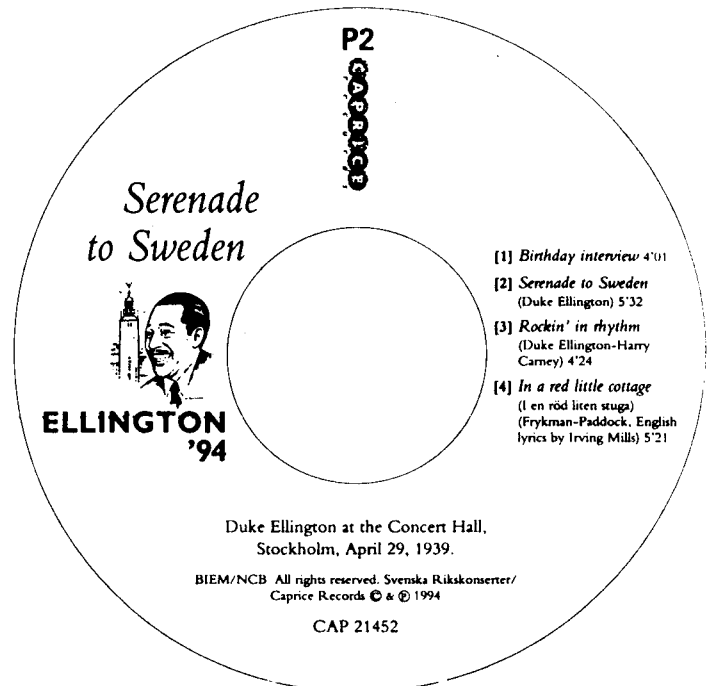 P2
CAPRICE
Serenade
to Sweden
ELLINGTON
'94
[1] Birthday interview 4'01
[2] Serenade to Sweden
(Duke Ellington) 5'32
[3] Rockin' in rhythm
(Duke Ellington-Harry
Carney) 4'24
[4] In a red little cottage
(I en röd liten stuga)
(Frykman-Paddock, English
lyrics by Irving Mills) 5'21
Duke Ellington at the Concert Hall,
Stockholm, April 29, 1939.
BIEM/NCB All rights reserved. Svenska Rikskonserter/
Caprice Records © & ℗ 1994
CAP 21452